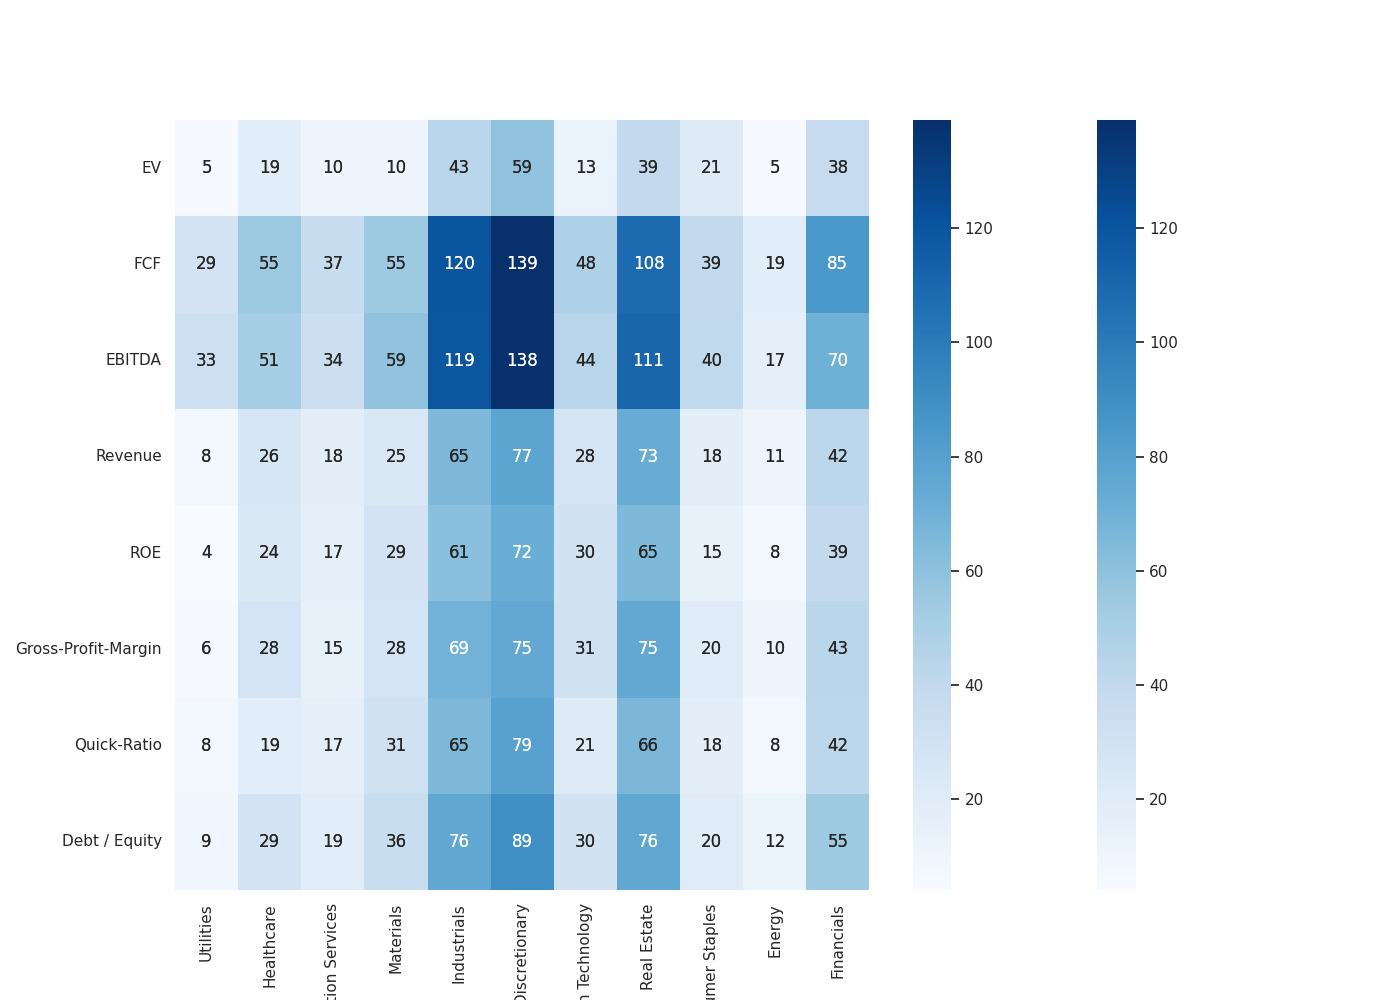 EV 5 19 10 10 43 59 13 39 21 5 38
FCF 29 55 37 55 120 139 48 108 39 19 85
EBITDA 33 51 34 59 119 138 44 111 40 17 70
Revenue 8 26 18 25 65 77 28 73 18 11 42
ROE 4 24 17 29 61 72 30 65 15 8 39
Gross-Profit-Margin 6 28 15 28 69 75 31 75 20 10 43
Quick-Ratio 8 19 17 31 65 79 21 66 18 8 42
Debt / Equity 9 29 19 36 76 89 30 76 20 12 55
Utilities
Healthcare
tion Services
Materials
Industrials
Discretionary
n Technology
Real Estate
umer Staples
Energy
Financials
120
100
80
60
40
20
120
100
80
60
40
20